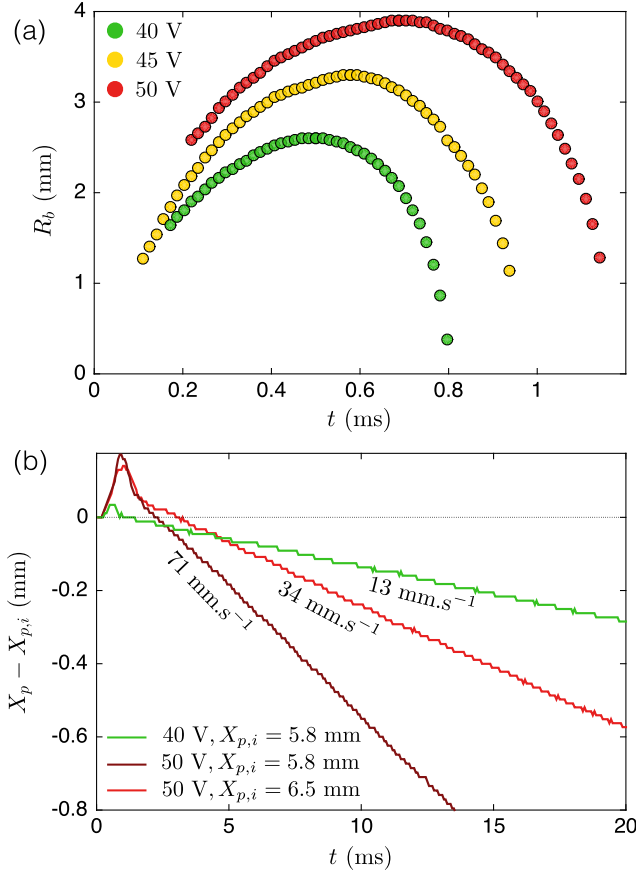 (a)
40 V
45 V
50 V
R_b (mm)
4
3
2
1
0
0 0.2 0.4 0.6 0.8 1
t (ms)
(b)
X_p − X_{p,i} (mm)
0
-0.2
-0.4
-0.6
-0.8
71 mm.s⁻¹
34 mm.s⁻¹
13 mm.s⁻¹
40 V, X_{p,i} = 5.8 mm
50 V, X_{p,i} = 5.8 mm
50 V, X_{p,i} = 6.5 mm
0 5 10 15 20
t (ms)